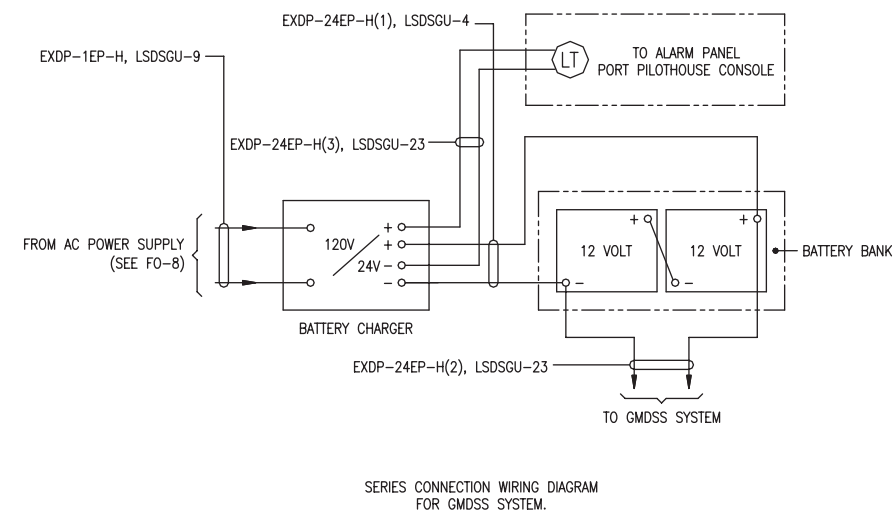 EXDP-24EP-H(1), LSDSGU-4
EXDP-1EP-H, LSDSGU-9
LT
TO ALARM PANEL
PORT PILOTHOUSE CONSOLE
EXDP-24EP-H(3), LSDSGU-23
FROM AC POWER SUPPLY
(SEE FO-8)
120V
24V
+
+
-
-
BATTERY CHARGER
+
12 VOLT
-
+
12 VOLT
-
BATTERY BANK
EXDP-24EP-H(2), LSDSGU-23
TO GMDSS SYSTEM
SERIES CONNECTION WIRING DIAGRAM
FOR GMDSS SYSTEM.